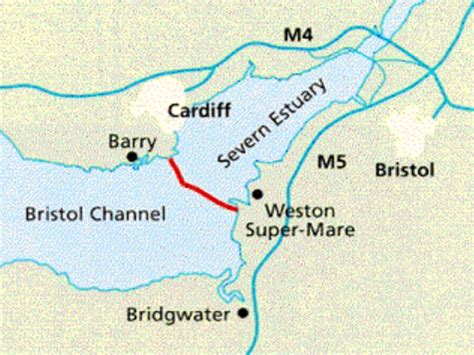 M4
Cardiff
Severn Estuary
Barry
M5
Bristol
Bristol Channel
Weston
Super-Mare
Bridgwater